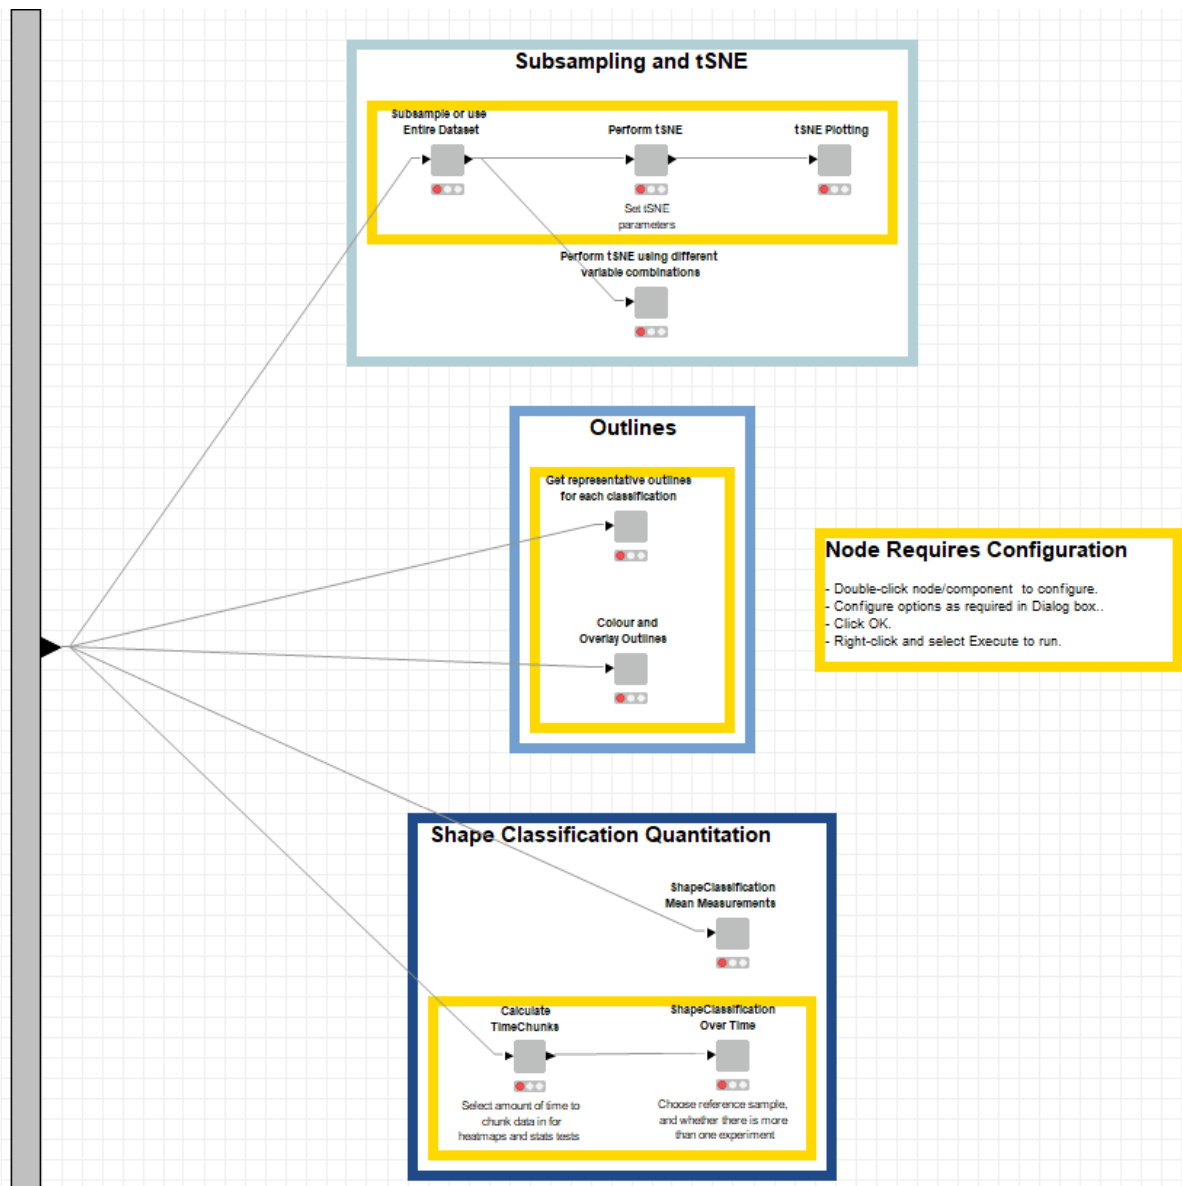 Subsampling and tSNE
Subsample or use
Entire Dataset
Perform tSNE
tSNE Plotting
Set tSNE
parameters
Perform tSNE using different
variable combinations
Outlines
Get representative outlines
for each classification
Colour and
Overlay Outlines
Node Requires Configuration
- Double-click node/component  to configure.
- Configure options as required in Dialog box..
- Click OK.
- Right-click and select Execute to run.
Shape Classification Quantitation
ShapeClassification
Mean Measurements
Calculate
TimeChunks
Select amount of time to
chunk data in for
heatmaps and stats tests
ShapeClassification
Over Time
Choose reference sample,
and whether there is more
than one experiment